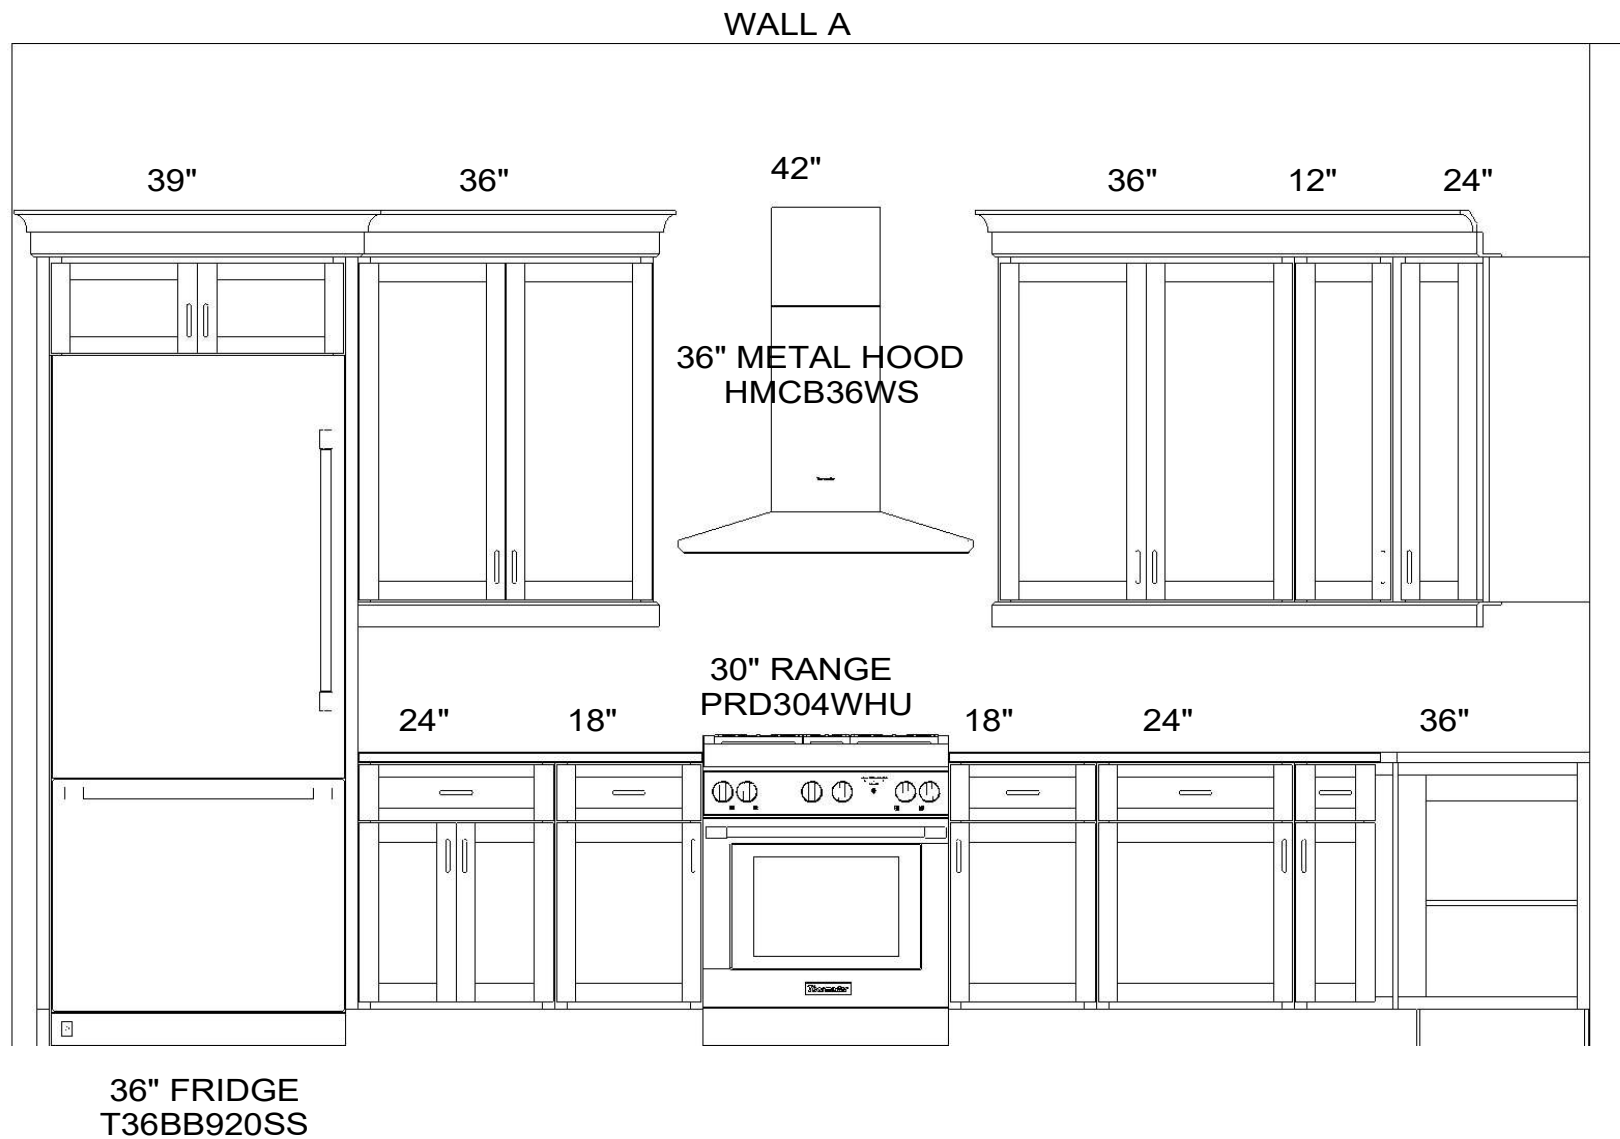 WALL A
39"
36"
42"
36"
12"
24"
36" METAL HOOD
HMCB36WS
30" RANGE
PRD304WHU
24"
18"
18"
24"
36"
Thermador
36" FRIDGE
T36BB920SS